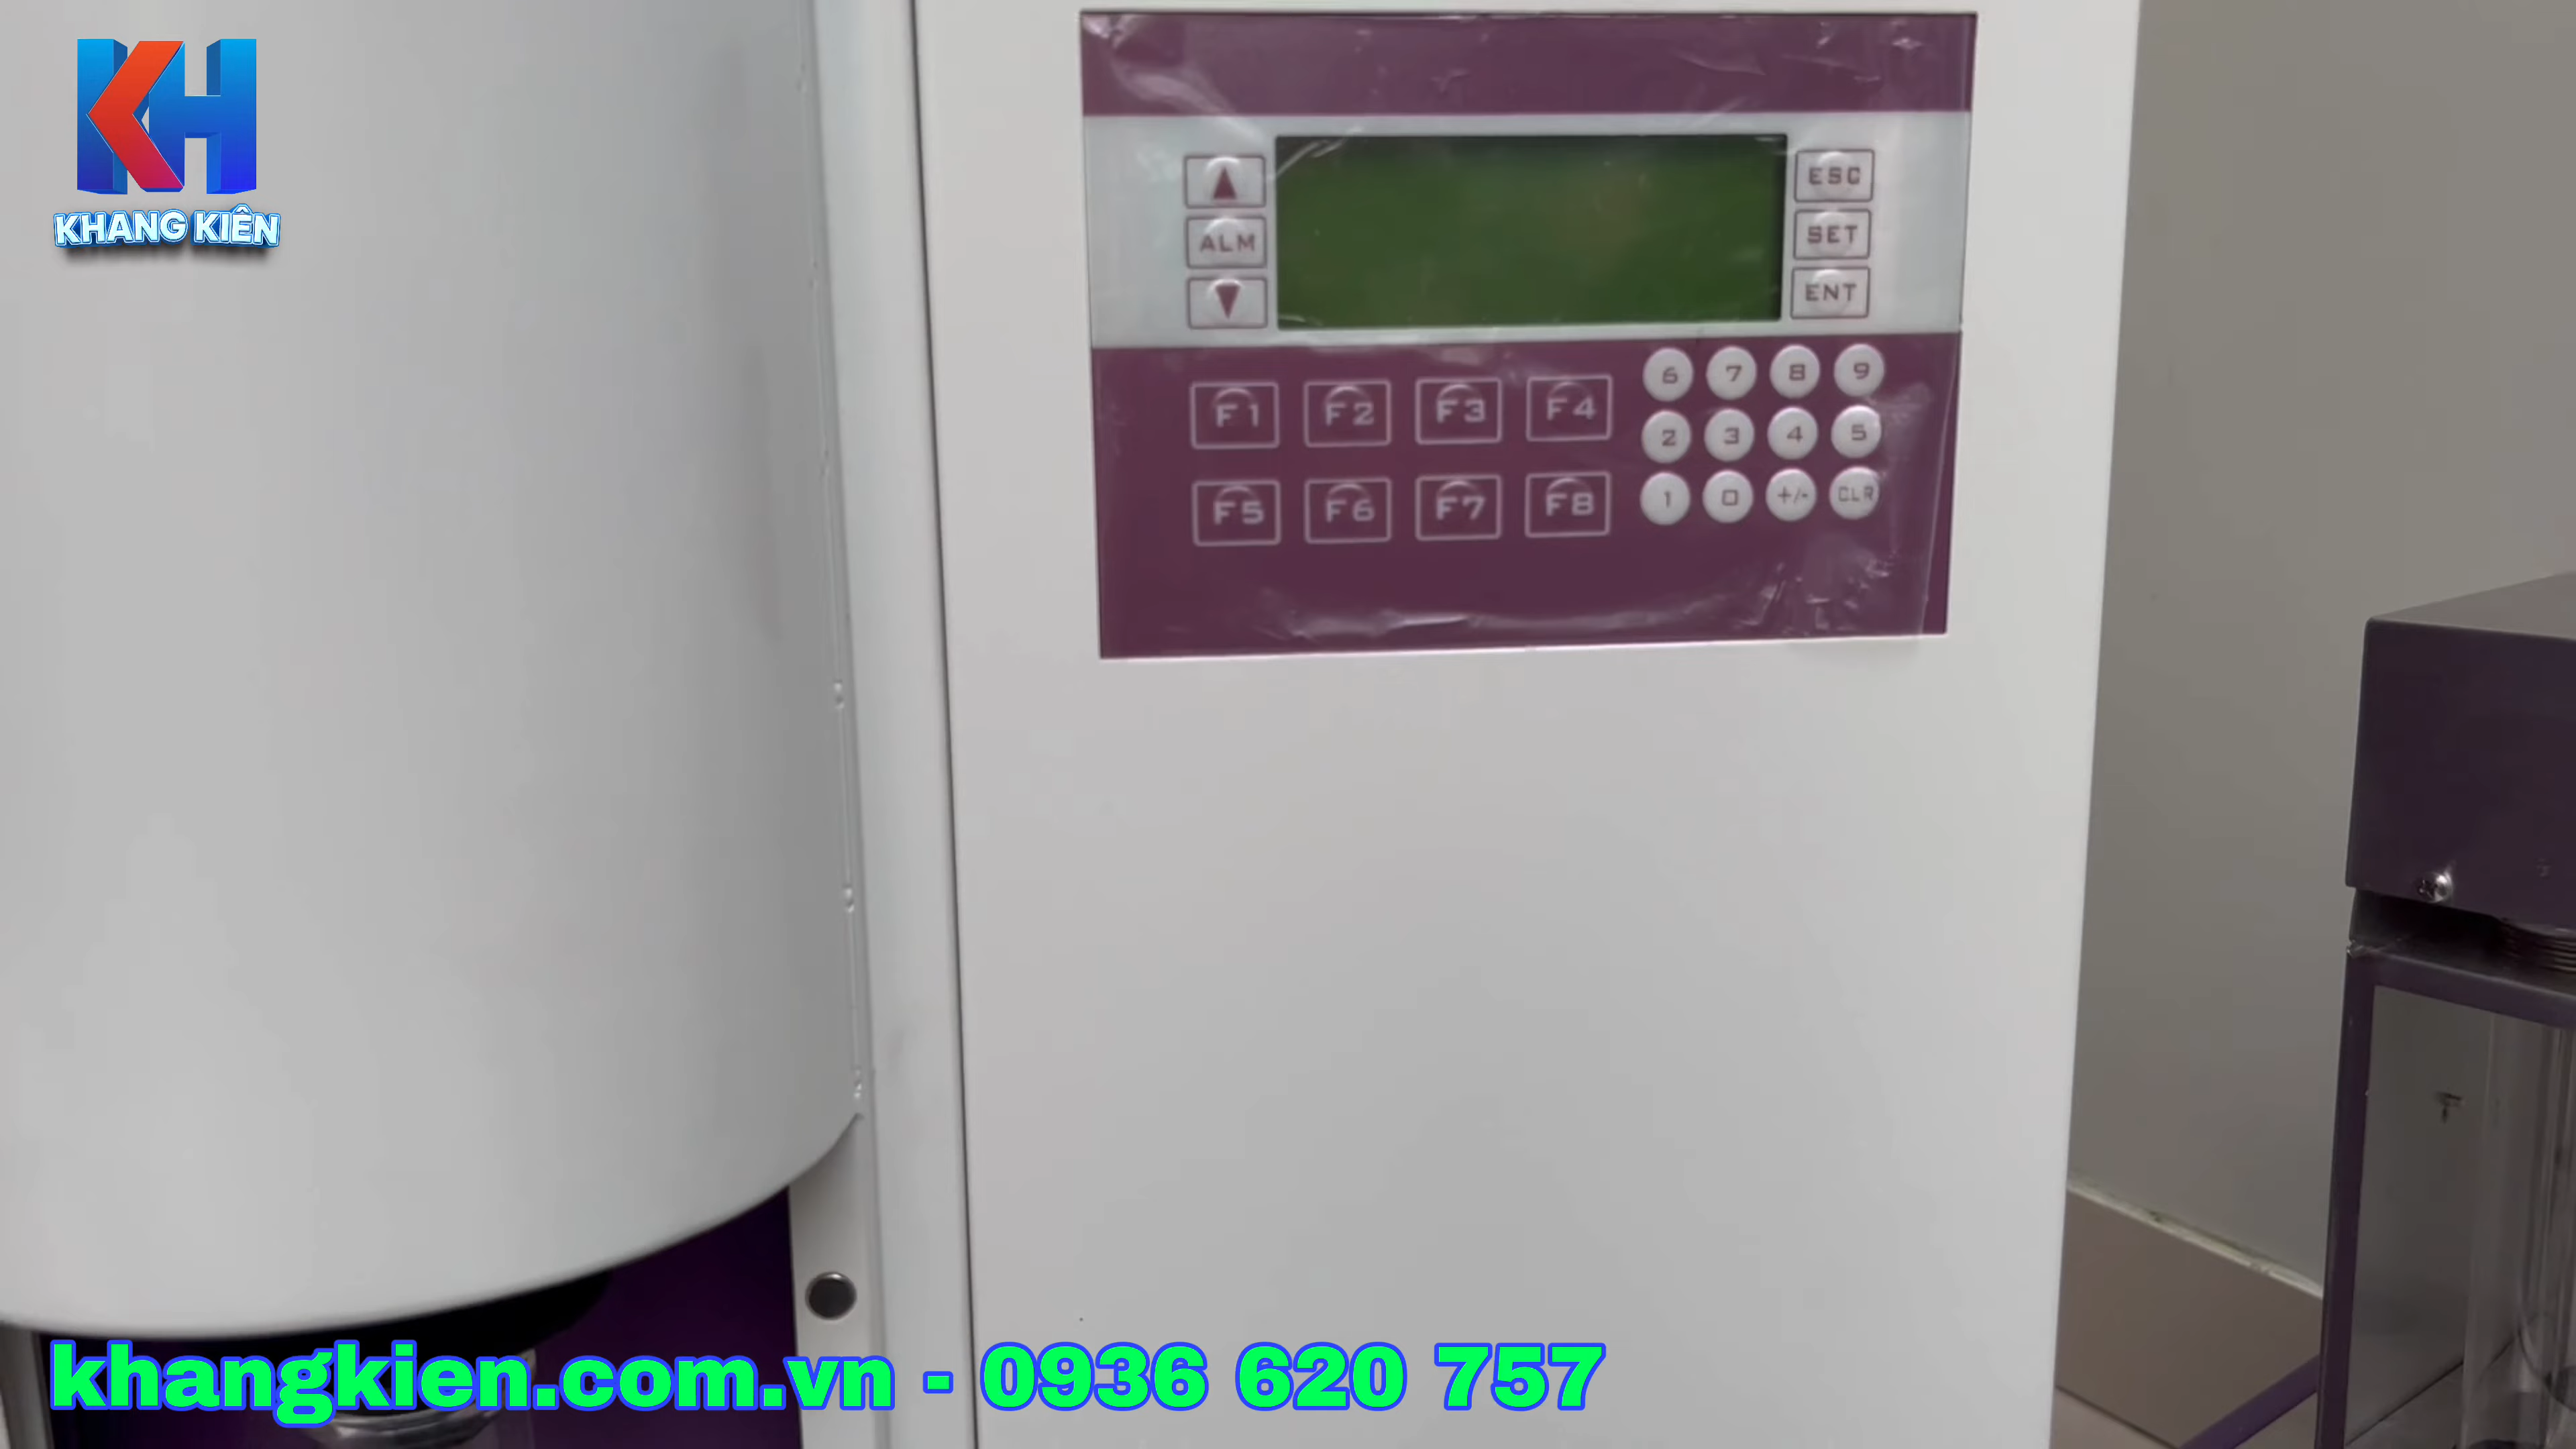 KH
KHANG KIÊN
ESC
ALM
SET
ENT
F1 F2 F3 F4
6 7 8 9
2 3 4 5
F5 F6 F7 F8
1 0 +/- CLR
khangkien.com.vn - 0936 620 757